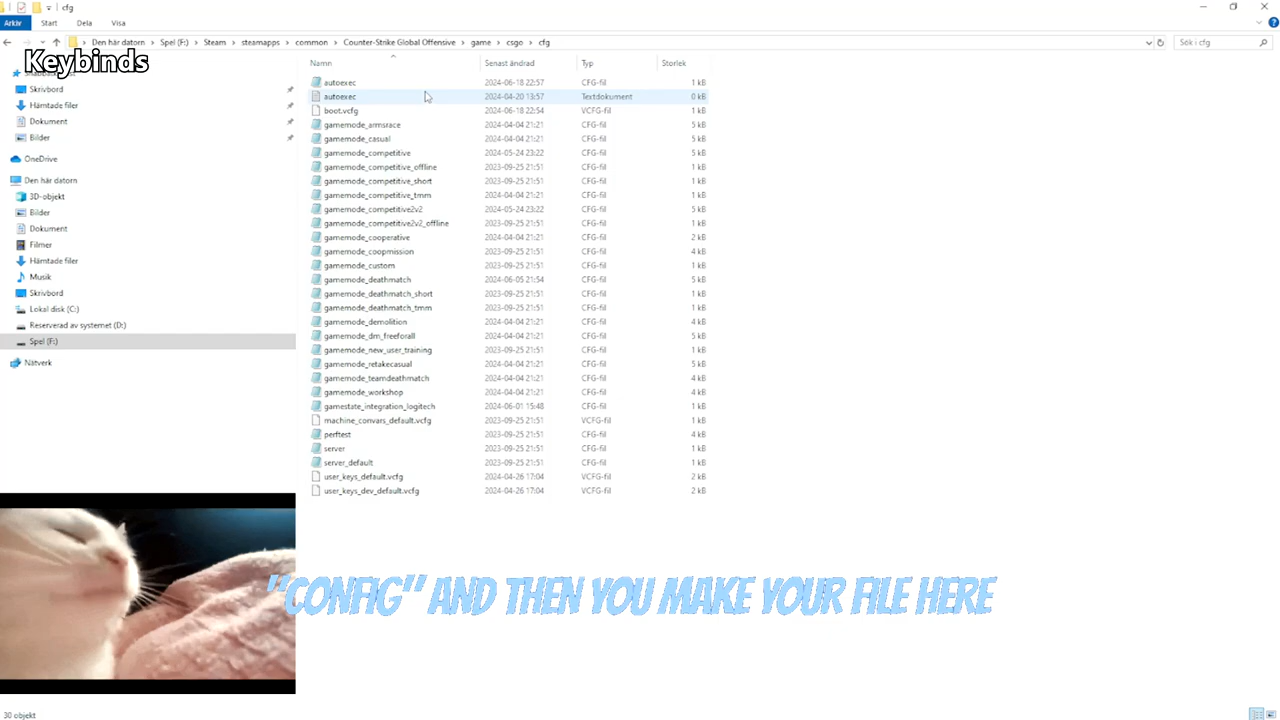 cfg
Arkiv Start Dela Visa
Den här datorn Spel (F:) Steam steamapps common Counter-Strike Global Offensive game csgo cfg Sök i cfg
Keybinds
Namn Senast ändrad Typ Storlek
Skrivbord
Hämtade filer
Dokument
Bilder
OneDrive
Den här datorn
3D-objekt
Bilder
Dokument
Filmer
Hämtade filer
Musik
Skrivbord
Lokal disk (C:)
Reserverad av systemet (D:)
Spel (F:)
Nätverk
autoexec 2024-06-18 22:57 CFG-fil 1 kB
autoexec 2024-04-20 13:57 Textdokument 0 kB
boot.vcfg 2024-06-18 22:54 VCFG-fil 1 kB
gamemode_armsrace 2024-04-04 21:21 CFG-fil 5 kB
gamemode_casual 2024-04-04 21:21 CFG-fil 5 kB
gamemode_competitive 2024-05-24 23:22 CFG-fil 5 kB
gamemode_competitive_offline 2023-09-25 21:51 CFG-fil 1 kB
gamemode_competitive_short 2023-09-25 21:51 CFG-fil 1 kB
gamemode_competitive_tmm 2024-04-04 21:21 CFG-fil 1 kB
gamemode_competitive2v2 2024-05-24 23:22 CFG-fil 5 kB
gamemode_competitive2v2_offline 2023-09-25 21:51 CFG-fil 1 kB
gamemode_cooperative 2024-04-04 21:21 CFG-fil 2 kB
gamemode_coopmission 2023-09-25 21:51 CFG-fil 4 kB
gamemode_custom 2023-09-25 21:51 CFG-fil 1 kB
gamemode_deathmatch 2024-06-05 21:54 CFG-fil 5 kB
gamemode_deathmatch_short 2023-09-25 21:51 CFG-fil 1 kB
gamemode_deathmatch_tmm 2023-09-25 21:51 CFG-fil 1 kB
gamemode_demolition 2024-04-04 21:21 CFG-fil 4 kB
gamemode_dm_freeforall 2024-04-04 21:21 CFG-fil 5 kB
gamemode_new_user_training 2023-09-25 21:51 CFG-fil 1 kB
gamemode_retakecasual 2024-04-04 21:21 CFG-fil 5 kB
gamemode_teamdeathmatch 2024-04-04 21:21 CFG-fil 4 kB
gamemode_workshop 2024-04-04 21:21 CFG-fil 4 kB
gamestate_integration_logitech 2024-06-01 15:48 CFG-fil 1 kB
machine_convars_default.vcfg 2023-09-25 21:51 VCFG-fil 1 kB
perftest 2023-09-25 21:51 CFG-fil 4 kB
server 2023-09-25 21:51 CFG-fil 1 kB
server_default 2023-09-25 21:51 CFG-fil 1 kB
user_keys_default.vcfg 2024-04-26 17:04 VCFG-fil 2 kB
user_keys_dev_default.vcfg 2024-04-26 17:04 VCFG-fil 2 kB
"CONFIG" AND THEN YOU MAKE YOUR FILE HERE
30 objekt